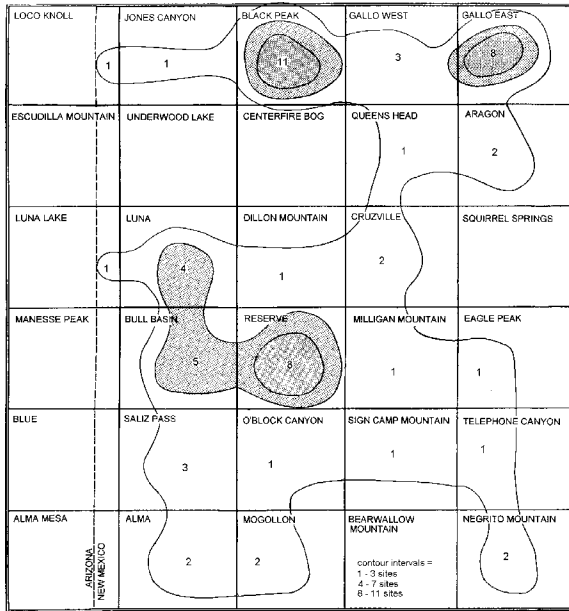 LOCO KNOLL JONES CANYON BLACK PEAK GALLO WEST GALLO EAST
1 1 11 3 8
ESCUDILLA MOUNTAIN UNDERWOOD LAKE CENTERFIRE BOG QUEENS HEAD ARAGON
1 2
LUNA LAKE LUNA DILLON MOUNTAIN CRUZVILLE SQUIRREL SPRINGS
1 4 1 2
MANESSE PEAK BULL BASIN RESERVE MILLIGAN MOUNTAIN EAGLE PEAK
5 8 1 1
BLUE SALIZ PASS O'BLOCK CANYON SIGN CAMP MOUNTAIN TELEPHONE CANYON
3 1 1 1
ALMA MESA ALMA MOGOLLON BEARWALLOW MOUNTAIN NEGRITO MOUNTAIN
2 2 2
ARIZONA
NEW MEXICO
contour intervals =
1 - 3 sites
4 - 7 sites
8 - 11 sites